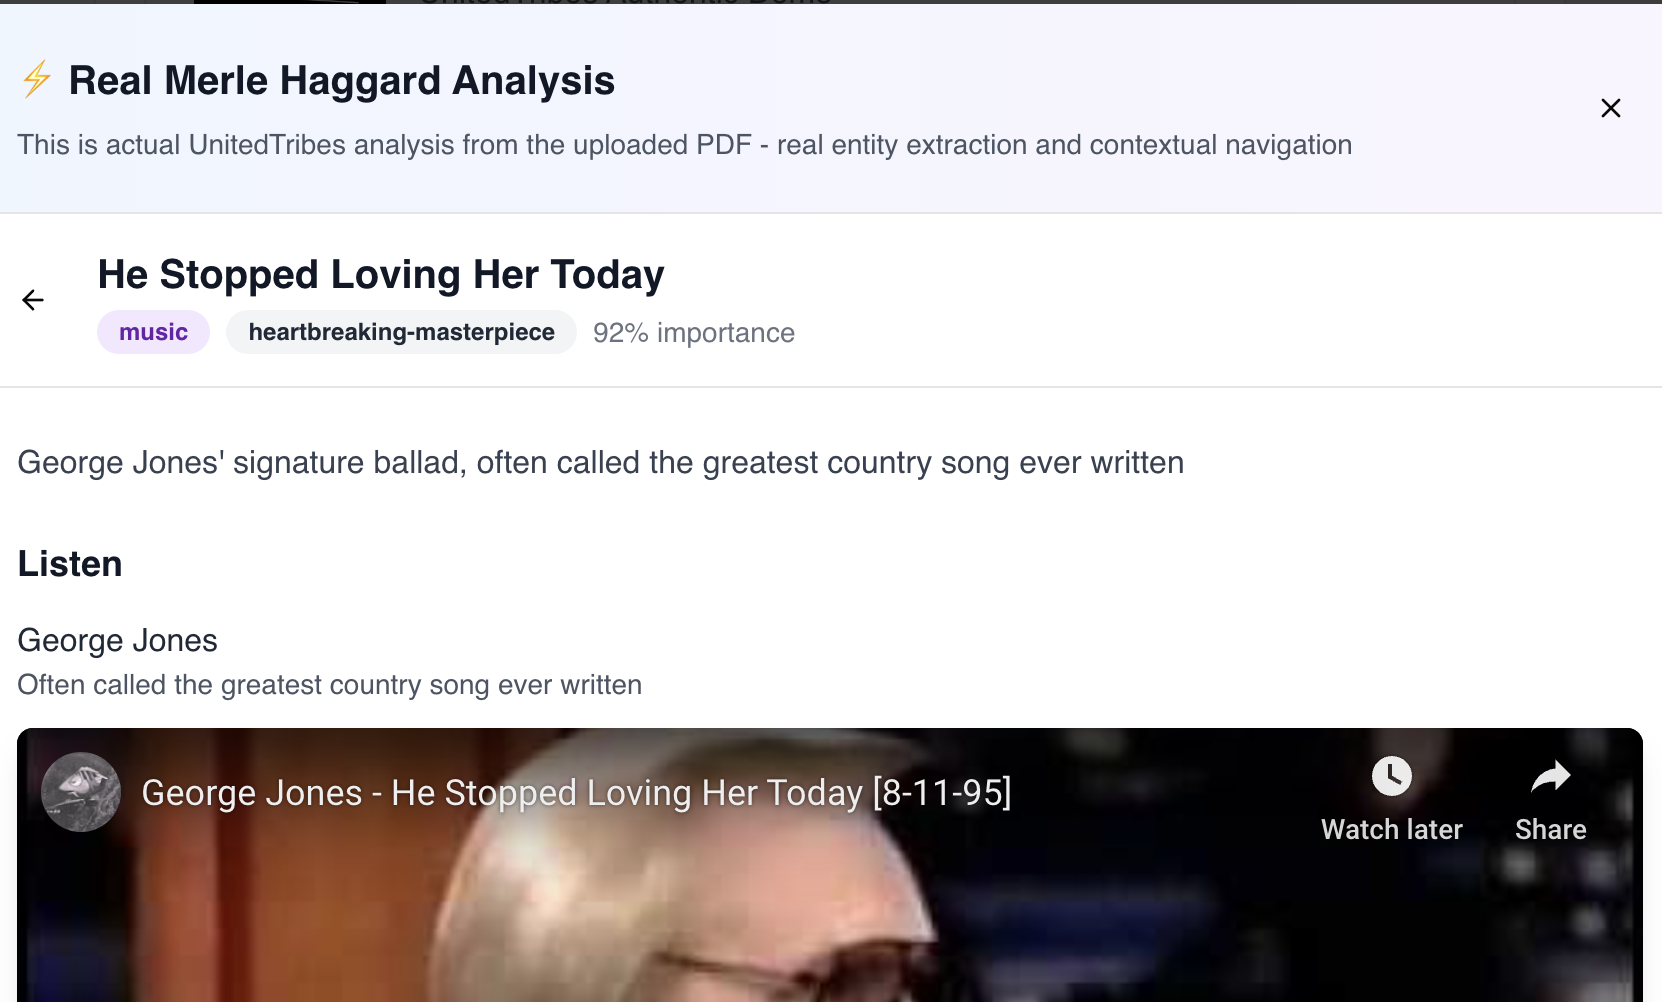 UnitedTribes Authentic Demo
⚡ Real Merle Haggard Analysis
This is actual UnitedTribes analysis from the uploaded PDF - real entity extraction and contextual navigation
He Stopped Loving Her Today
music heartbreaking-masterpiece 92% importance
George Jones' signature ballad, often called the greatest country song ever written
Listen
George Jones
Often called the greatest country song ever written
George Jones - He Stopped Loving Her Today [8-11-95]
Watch later Share